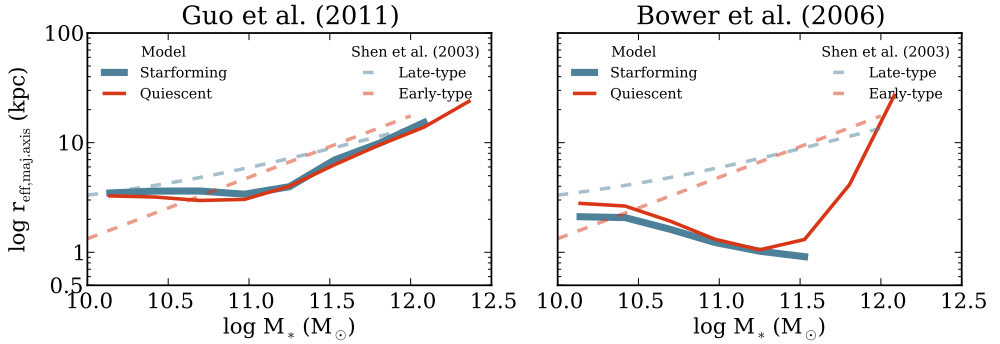 Guo et al. (2011)
Bower et al. (2006)
100
10
1
0.5
log r_eff,maj.axis (kpc)
Model
Starforming
Quiescent
Shen et al. (2003)
Late-type
Early-type
10.0 10.5 11.0 11.5 12.0 12.5
log M_* (M_⊙)
Model
Starforming
Quiescent
Shen et al. (2003)
Late-type
Early-type
10.0 10.5 11.0 11.5 12.0 12.5
log M_* (M_⊙)